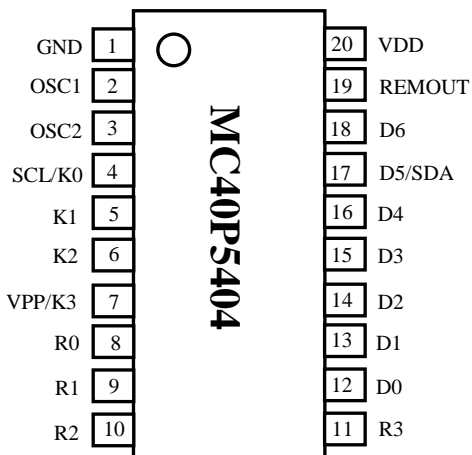 GND 1 20 VDD
OSC1 2 19 REMOUT
OSC2 3 18 D6
SCL/K0 4 17 D5/SDA
K1 5 16 D4
K2 6 15 D3
VPP/K3 7 14 D2
R0 8 13 D1
R1 9 12 D0
R2 10 11 R3
MC40P5404